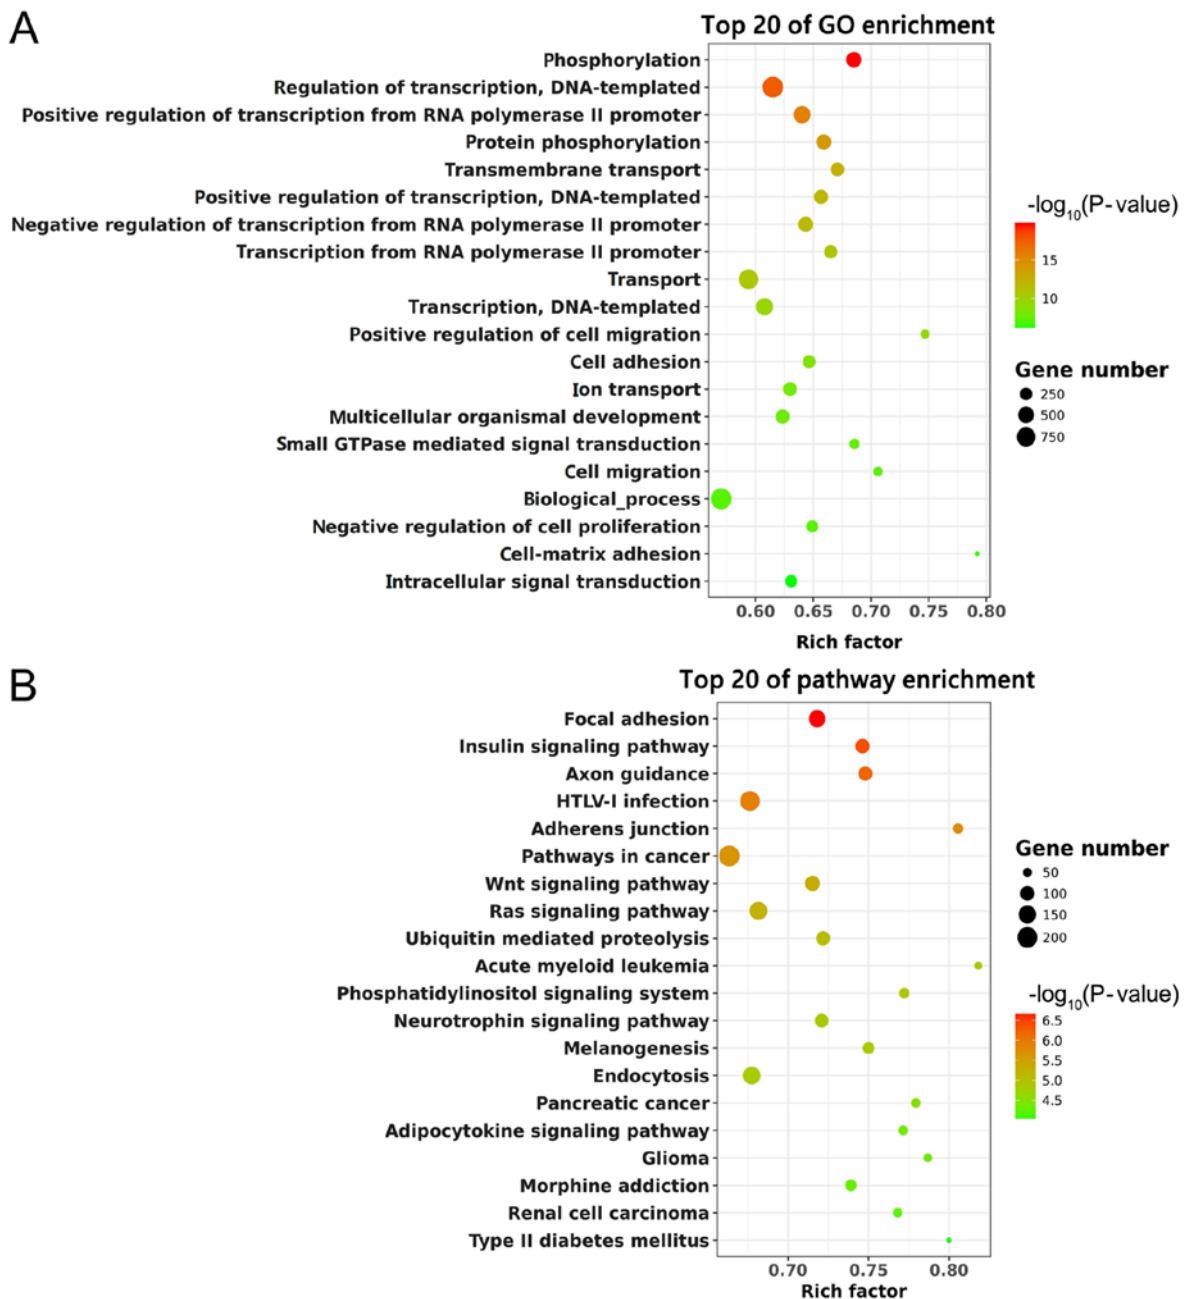 A
Top 20 of GO enrichment
Phosphorylation
Regulation of transcription, DNA-templated
Positive regulation of transcription from RNA polymerase II promoter
Protein phosphorylation
Transmembrane transport
Positive regulation of transcription, DNA-templated
Negative regulation of transcription from RNA polymerase II promoter
Transcription from RNA polymerase II promoter
Transport
Transcription, DNA-templated
Positive regulation of cell migration
Cell adhesion
Ion transport
Multicellular organismal development
Small GTPase mediated signal transduction
Cell migration
Biological_process
Negative regulation of cell proliferation
Cell-matrix adhesion
Intracellular signal transduction
0.60 0.65 0.70 0.75 0.80
Rich factor
-log10(P-value)
15
10
Gene number
250
500
750
B
Top 20 of pathway enrichment
Focal adhesion
Insulin signaling pathway
Axon guidance
HTLV-I infection
Adherens junction
Pathways in cancer
Wnt signaling pathway
Ras signaling pathway
Ubiquitin mediated proteolysis
Acute myeloid leukemia
Phosphatidylinositol signaling system
Neurotrophin signaling pathway
Melanogenesis
Endocytosis
Pancreatic cancer
Adipocytokine signaling pathway
Glioma
Morphine addiction
Renal cell carcinoma
Type II diabetes mellitus
0.70 0.75 0.80
Rich factor
Gene number
50
100
150
200
-log10(P-value)
6.5
6.0
5.5
5.0
4.5